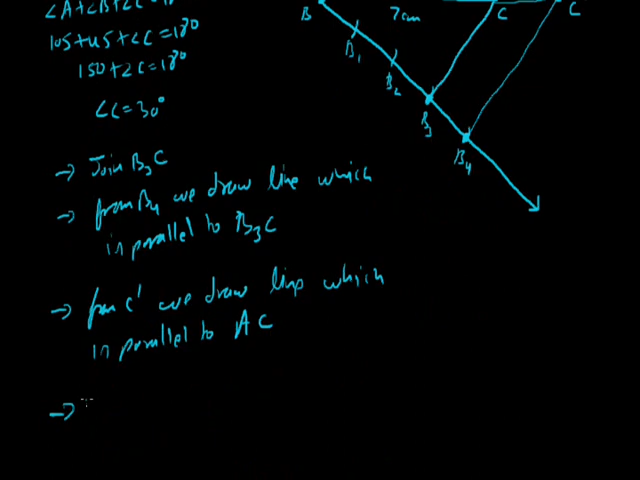 ∠A+∠B+∠C=180
105+45+∠C=180
150+∠C=180
∠C=30°
→ Join B₃C
→ from B₄ we draw line which
is parallel to B₃C
→ from C' we draw line which
is parallel to AC
→
B
7cm
C
C
B₁
B₂
B₃
B₄